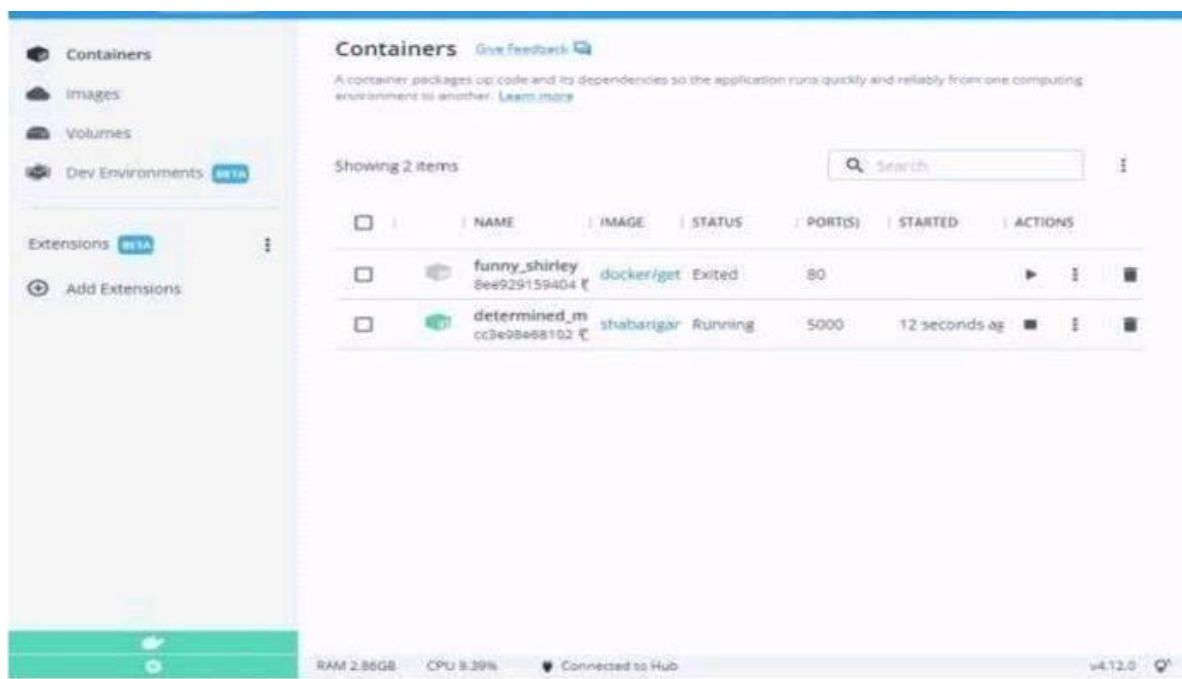 Containers
Images
Volumes
Dev Environments BETA
Extensions BETA
Add Extensions
Containers Give Feedback
A container packages up code and its dependencies so the application runs quickly and reliably from one computing
environment to another. Learn more
Showing 2 items
Search
NAME IMAGE STATUS PORT(S) STARTED ACTIONS
funny_shirley docker/get Exited 80
8ee929159404
determined_m shabarigar Running 5000 12 seconds ag
cc3e98e68102
RAM 2.86GB CPU 8.39% Connected to Hub v4.12.0